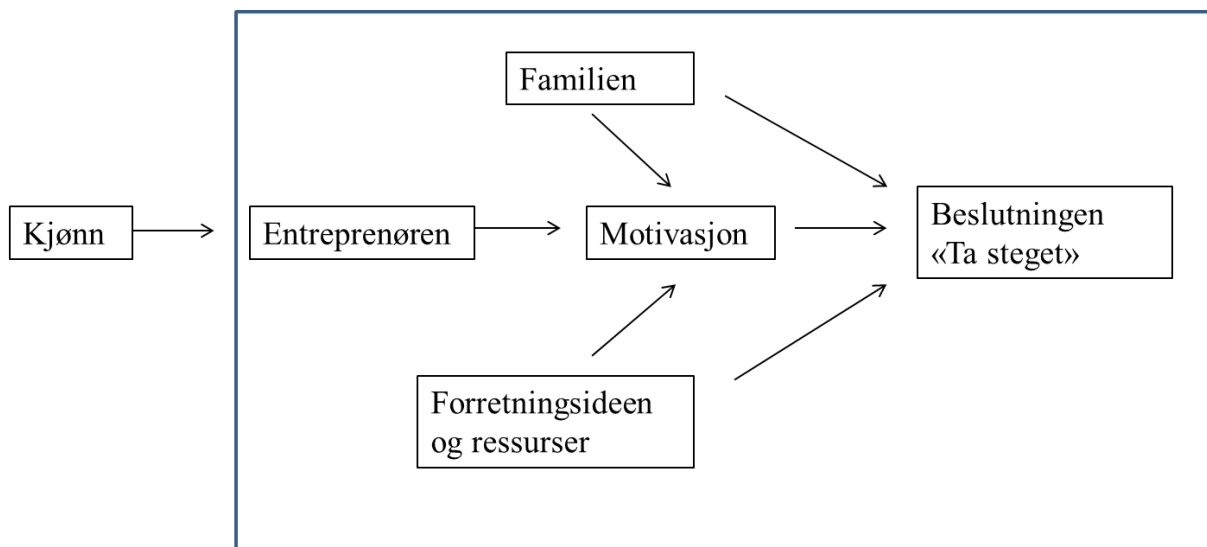 Familien
Kjønn
Entreprenøren
Motivasjon
Beslutningen
«Ta steget»
Forretningsideen
og ressurser